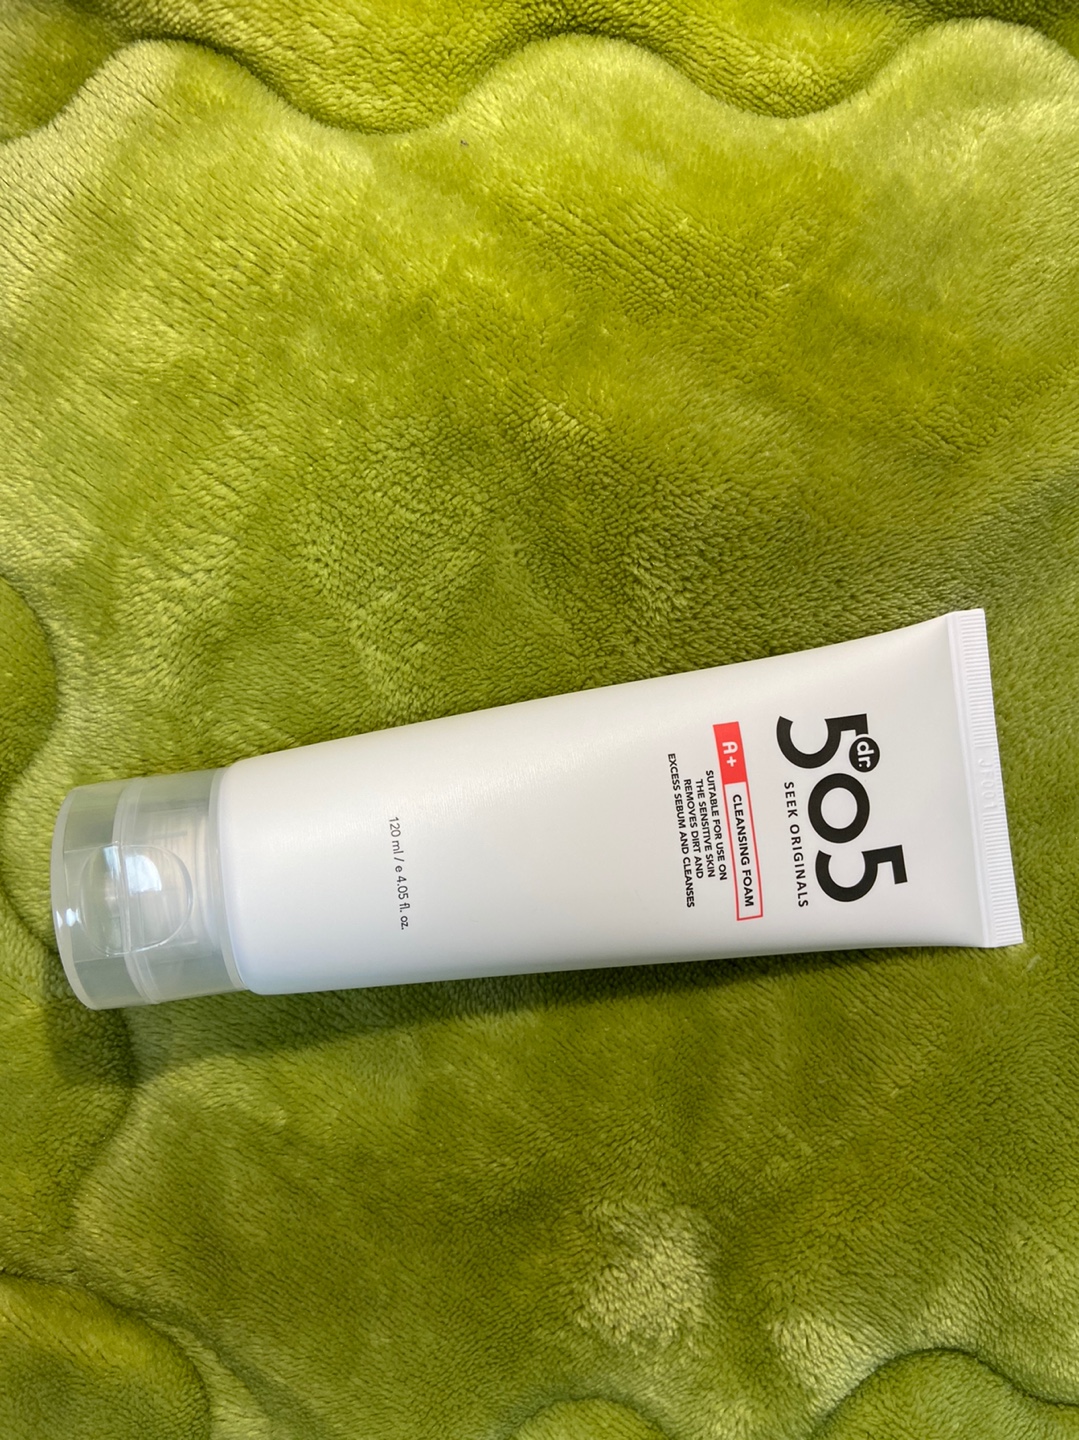 dr.
505
SEEK ORIGINALS
A+ CLEANSING FOAM
SUITABLE FOR USE ON
THE SENSITIVE SKIN
REMOVES DIRT AND
EXCESS SEBUM AND CLEANSES
120 ml / e 4.05 fl. oz.